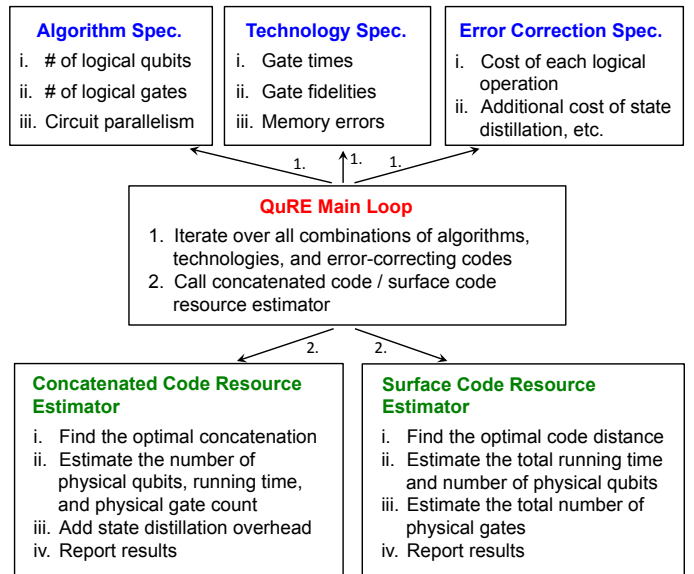 Algorithm Spec.
i. # of logical qubits
ii. # of logical gates
iii. Circuit parallelism
Technology Spec.
i. Gate times
ii. Gate fidelities
iii. Memory errors
Error Correction Spec.
i. Cost of each logical
operation
ii. Additional cost of state
distillation, etc.
1.
1.
1.
QuRE Main Loop
1. Iterate over all combinations of algorithms,
technologies, and error-correcting codes
2. Call concatenated code / surface code
resource estimator
2.
2.
Concatenated Code Resource
Estimator
i. Find the optimal concatenation
ii. Estimate the number of
physical qubits, running time,
and physical gate count
iii. Add state distillation overhead
iv. Report results
Surface Code Resource
Estimator
i. Find the optimal code distance
ii. Estimate the total running time
and number of physical qubits
iii. Estimate the total number of
physical gates
iv. Report results